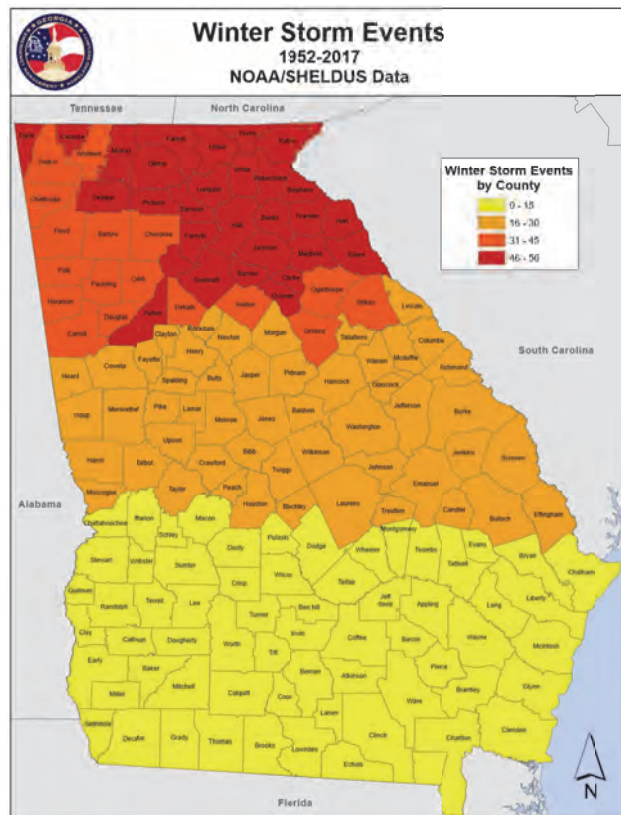 GEORGIA
Winter Storm Events
1952-2017
NOAA/SHELDUS Data
Tennessee
North Carolina
Winter Storm Events
by County
0 - 15
16 - 30
31 - 45
46 - 56
South Carolina
Alabama
Florida
N
Murray
Fannin
Union
Towns
Rabun
Gilmer
White
Habersham
Lumpkin
Stephens
Gordon
Pickens
Dawson
Chattooga
Floyd
Bartow
Cherokee
Forsyth
Hall
Banks
Franklin
Hart
Jackson
Madison
Elbert
Polk
Paulding
Cobb
Gwinnett
Barrow
Clarke
Oglethorpe
Wilkes
Lincoln
Haralson
Douglas
Fulton
Dekalb
Walton
Greene
Carroll
Clayton
Rockdale
Newton
Morgan
Taliaferro
Columbia
Fayette
Henry
Warren
Mcduffie
Richmond
Heard
Coweta
Spalding
Butts
Jasper
Putnam
Hancock
Glascock
Troup
Meriwether
Pike
Lamar
Monroe
Jones
Baldwin
Washington
Jefferson
Burke
Upson
Bibb
Wilkinson
Jenkins
Screven
Harris
Talbot
Crawford
Twiggs
Johnson
Emanuel
Muscogee
Taylor
Peach
Houston
Bleckley
Laurens
Treutlen
Candler
Bulloch
Effingham
Chattahoochee
Marion
Macon
Schley
Dooly
Pulaski
Dodge
Wheeler
Montgomery
Toombs
Tattnall
Evans
Bryan
Chatham
Stewart
Webster
Sumter
Crisp
Wilcox
Telfair
Quitman
Randolph
Terrell
Lee
Turner
Ben hill
Jeff
davis
Appling
Long
Liberty
Clay
Calhoun
Dougherty
Worth
Tift
Irwin
Coffee
Bacon
Wayne
Mcintosh
Early
Baker
Mitchell
Berrien
Atkinson
Pierce
Miller
Colquitt
Cook
Ware
Brantley
Glynn
Seminole
Decatur
Grady
Thomas
Brooks
Lanier
Lowndes
Clinch
Echols
Charlton
Camden